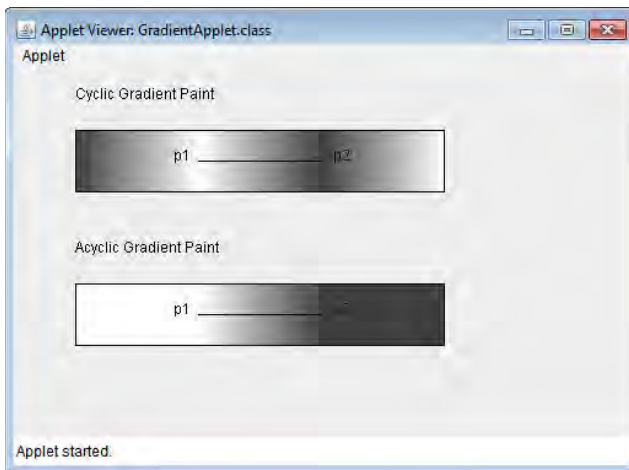 Applet Viewer: GradientApplet.class
Applet
Cyclic Gradient Paint
p1 p2
Acyclic Gradient Paint
p1
Applet started.